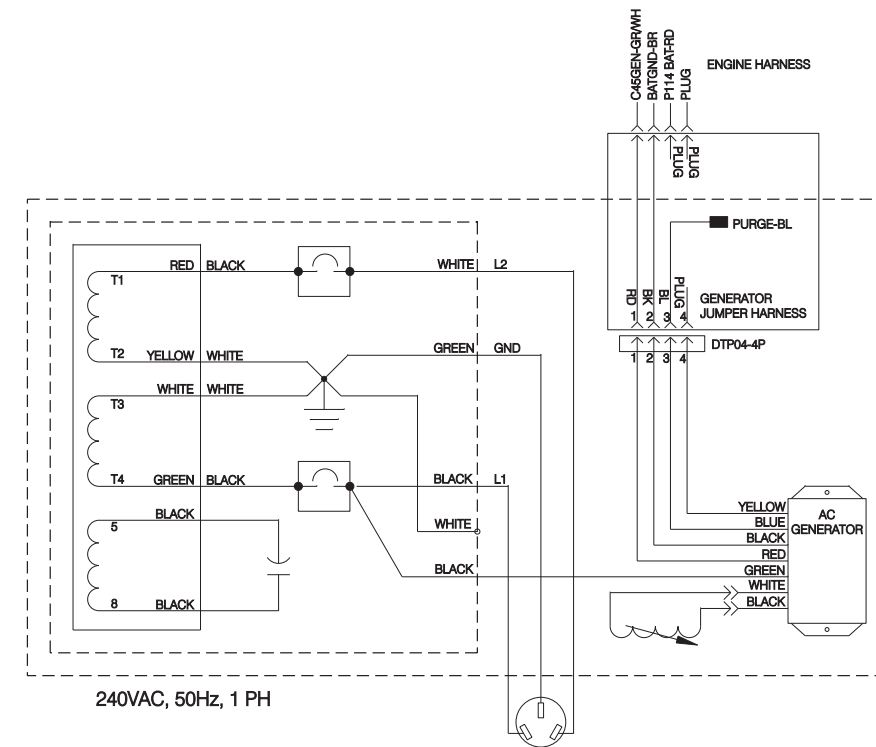 C45GEN-GR/WH
BATGND-BR
P114 BAT-RD
PLUG
ENGINE HARNESS
PLUG
PLUG
PURGE-BL
RD
BK
BL
PLUG
1 2 3 4
GENERATOR
JUMPER HARNESS
DTP04-4P
1 2 3 4
T1
RED BLACK
WHITE L2
T2
YELLOW WHITE
GREEN GND
T3
WHITE WHITE
T4
GREEN BLACK
BLACK L1
5
BLACK
WHITE
BLACK
8
BLACK
YELLOW
BLUE
BLACK
RED
GREEN
WHITE
BLACK
AC
GENERATOR
240VAC, 50Hz, 1 PH